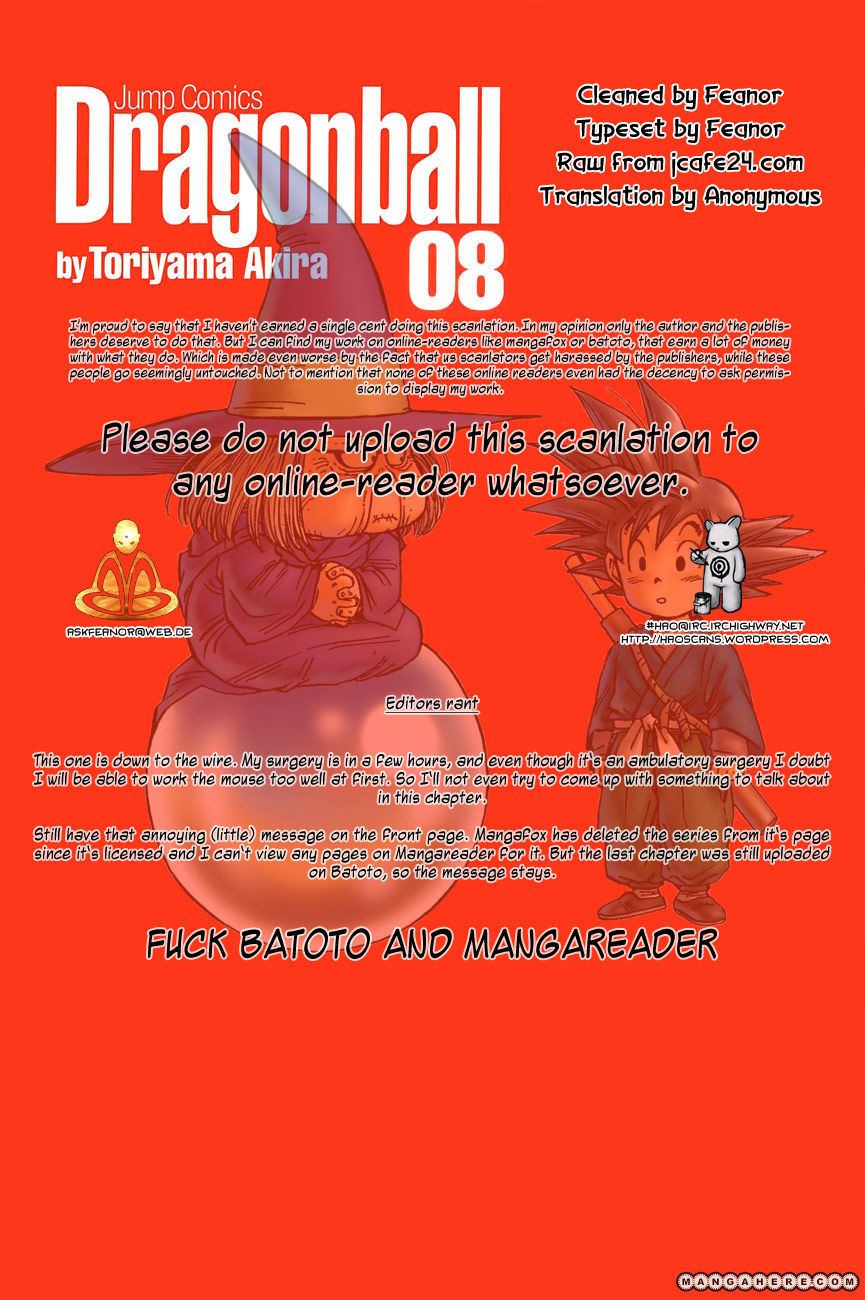 Jump Comics
Dragonball
by Toriyama Akira
08
Cleaned by Feanor
Typeset by Feanor
Raw from jcafe24.com
Translation by Anonymous
I'm proud to say that I haven't earned a single cent doing this scanlation. In my opinion only the author and the publis-
hers deserve to do that. But I can find my work on online-readers like mangafox or batoto, that earn a lot of money
with what they do. Which is made even worse by the fact that us scanlators get harassed by the publishers, while these
people go seemingly untouched. Not to mention that none of these online readers even had the decency to ask permis-
sion to display my work.
Please do not upload this scanlation to
any online-reader whatsoever.
ASKFEANOR@WEB.DE
#HAO@IRC.IRCHIGHWAY.NET
HTTP://HAOSCANS.WORDPRESS.COM
Editors rant
This one is down to the wire. My surgery is in a few hours, and even though it's an ambulatory surgery I doubt
I will be able to work the mouse too well at first. So I'll not even try to come up with something to talk about
in this chapter.
Still have that annoying (little) message on the front page. Mangafox has deleted the series from it's page
since it's licensed and I can't view any pages on Mangareader for it. But the last chapter was still uploaded
on Batoto, so the message stays.
FUCK BATOTO AND MANGAREADER
MANGAHERE.COM